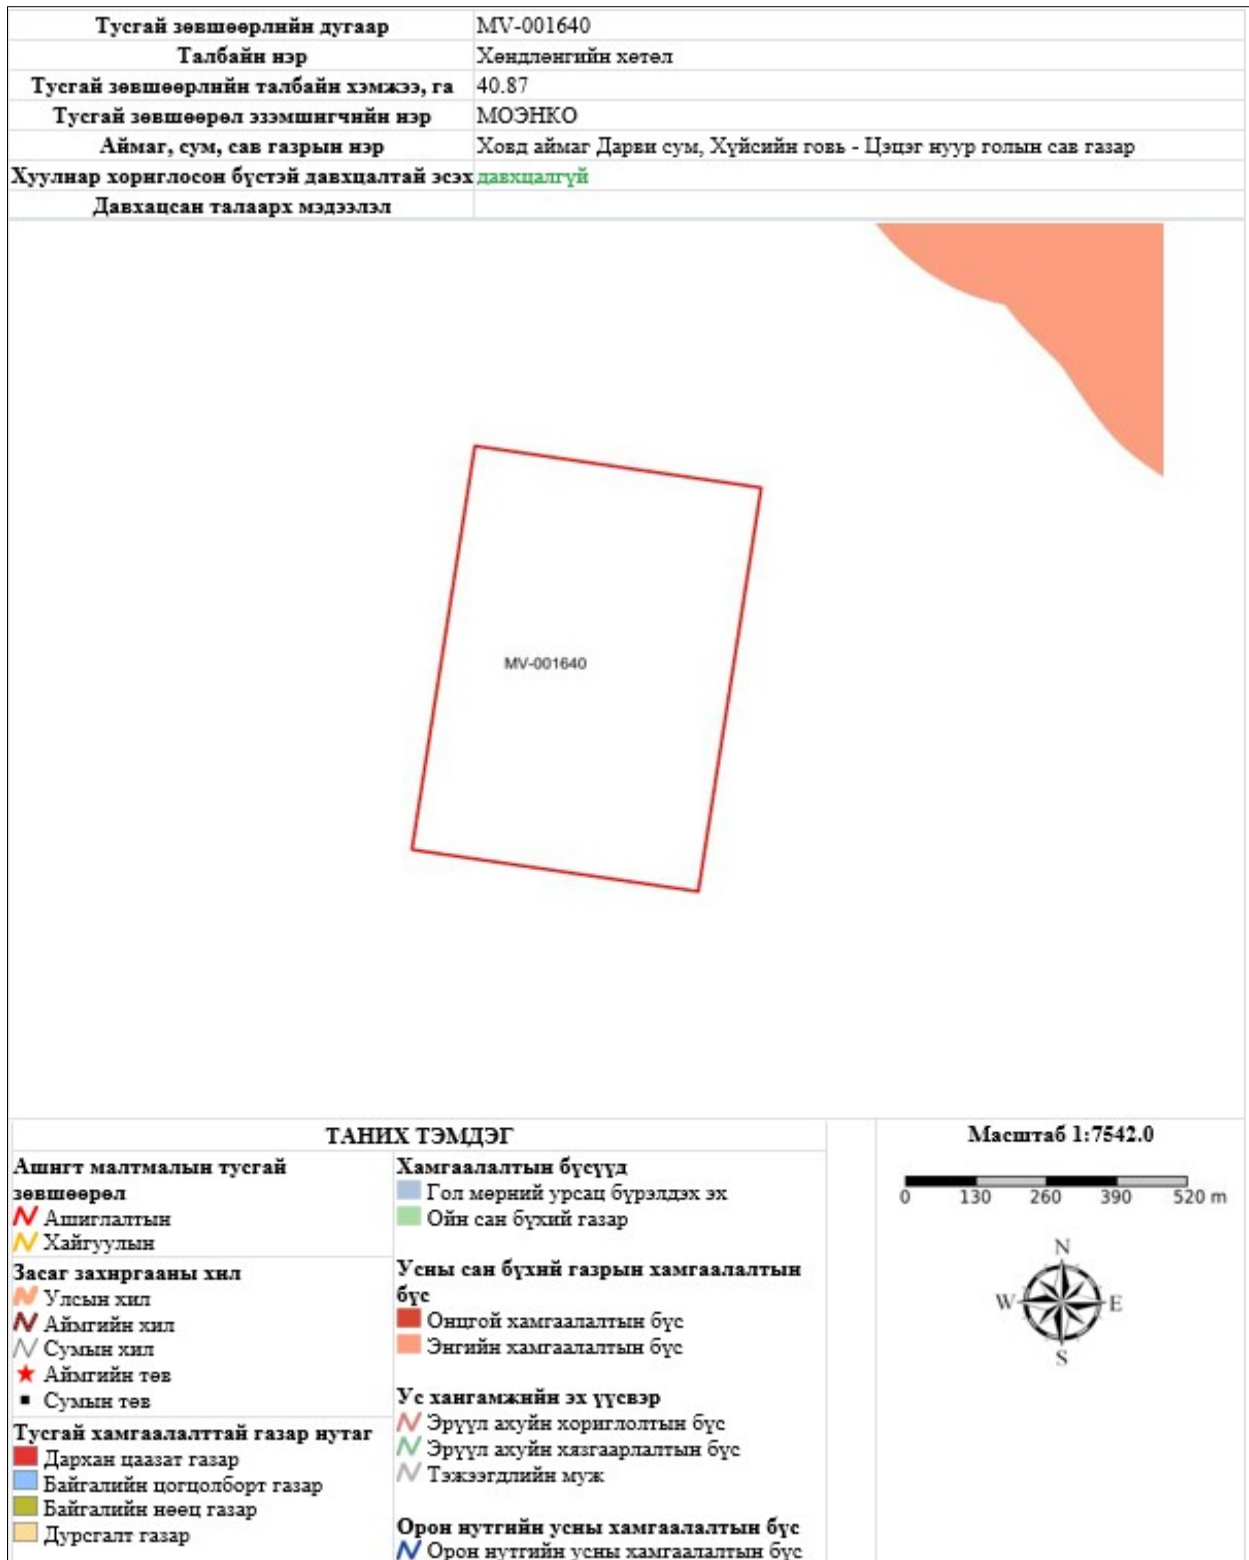 Тусгай зөвшөөрлийн дугаар MV-001640
Талбайн нэр Хөндлөнгийн хөтөл
Тусгай зөвшөөрлийн талбайн хэмжээ, га 40.87
Тусгай зөвшөөрөл эзэмшигчийн нэр МОЭНКО
Аймаг, сум, сав газрын нэр Ховд аймаг Дарви сум, Хүйсийн говь - Цэцэг нуур голын сав газар
Хуулиар хориглосон бүстэй давхцалтай эсэх давхцалгүй
Давхацсан талаарх мэдээлэл
MV-001640
ТАНИХ ТЭМДЭГ
Ашигт малтмалын тусгай
зөвшөөрөл
Ашиглалтын
Хайгуулын
Засаг захиргааны хил
Улсын хил
Аймгийн хил
Сумын хил
Аймгийн төв
Сумын төв
Тусгай хамгаалалттай газар нутаг
Дархан цаазат газар
Байгалийн цогцолборт газар
Байгалийн нөөц газар
Дурсгалт газар
Хамгаалалтын бүсүүд
Гол мөрний урсац бүрэлдэх эх
Ойн сан бүхий газар
Усны сан бүхий газрын хамгаалалтын
бүс
Онцгой хамгаалалтын бүс
Энгийн хамгаалалтын бүс
Ус хангамжийн эх үүсвэр
Эрүүл ахуйн хориглолтын бүс
Эрүүл ахуйн хязгаарлалтын бүс
Тэжээгдлийн муж
Орон нутгийн усны хамгаалалтын бүс
Орон нутгийн усны хамгаалалтын бүс
Масштаб 1:7542.0
0 130 260 390 520 m
N
W E
S